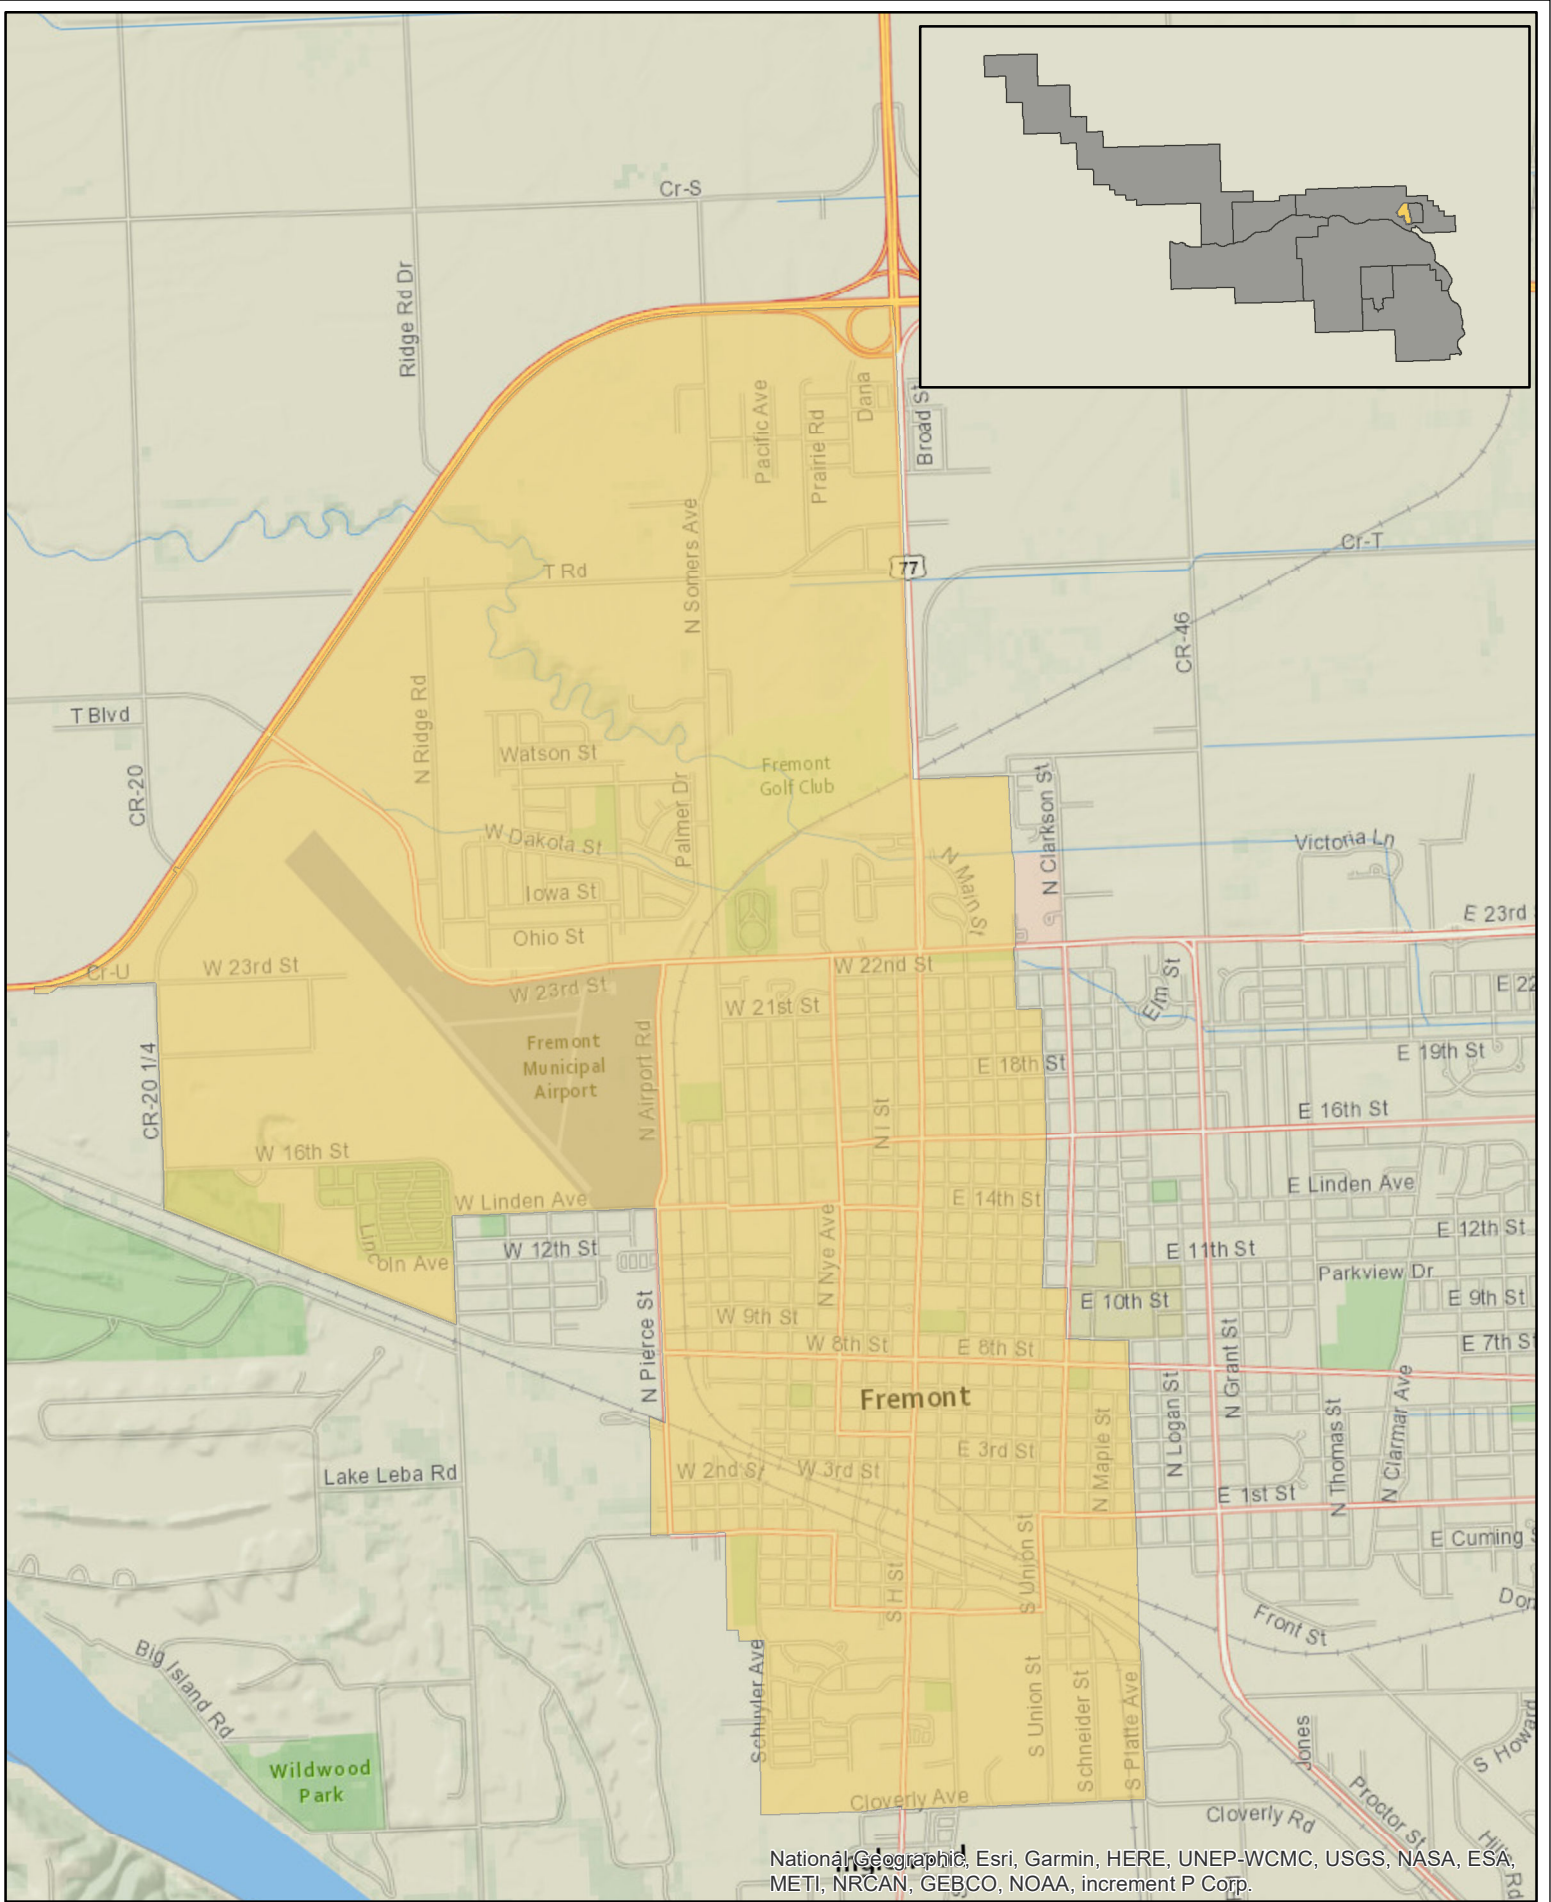 Cr-S
Ridge Rd Dr
Pacific Ave
Prairie Rd
Dana
Broad St
N Somers Ave
T Rd
77
Cr-T
CR-46
T Blvd
CR-20
N Ridge Rd
Watson St
Palmer Dr
Fremont
Golf Club
W Dakota St
Iowa St
Ohio St
N Main St
N Clarkson St
Victoria Ln
E 23rd
Cr-U
W 23rd St
W 23rd St
W 22nd St
W 21st St
Elm St
E 22
Fremont
Municipal
Airport
N Airport Rd
CR-20 1/4
E 18th St
E 19th St
N I St
E 16th St
W 16th St
W Linden Ave
E 14th St
E Linden Ave
Lincoln Ave
W 12th St
N Nye Ave
E 11th St
E 12th St
Parkview Dr
E 10th St
E 9th St
N Pierce St
W 9th St
W 8th St
E 8th St
E 7th St
N Grant St
Fremont
N Logan St
N Maple St
N Thomas St
N Clarmar Ave
Lake Leba Rd
W 2nd St
W 3rd St
E 3rd St
E 1st St
E Cuming S
S H St
S Union St
Front St
Don
Big Island Rd
Schuyler Ave
S Union St
Schneider St
S Platte Ave
Jones
S Howard
Wildwood
Park
Cloverly Ave
Cloverly Rd
Proctor St
Hills Rd
National Geographic, Esri, Garmin, HERE, UNEP-WCMC, USGS, NASA, ESA,
METI, NRCAN, GEBCO, NOAA, increment P Corp.